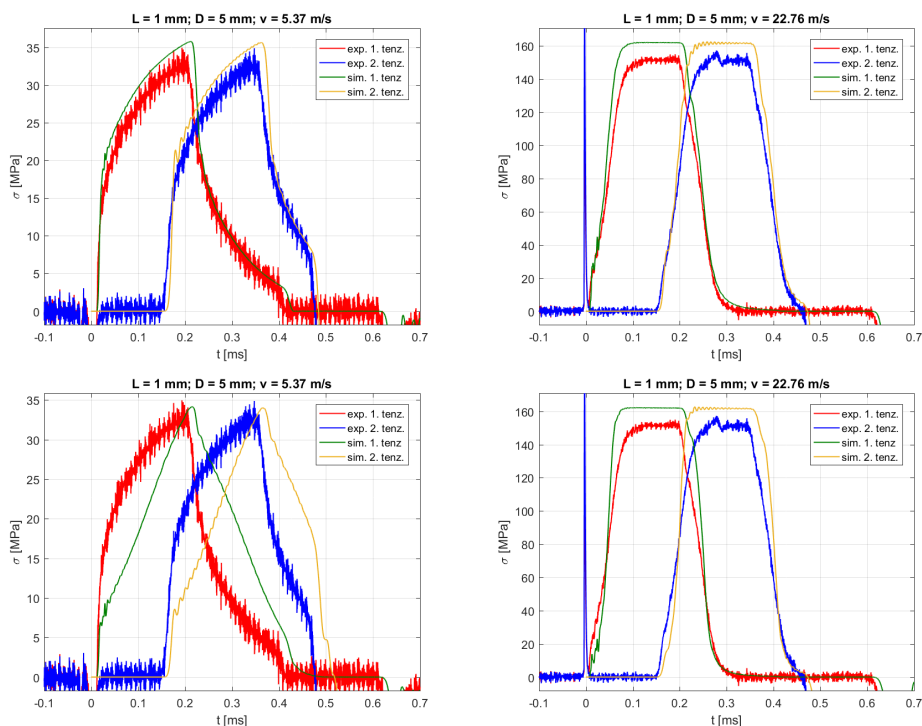 L = 1 mm; D = 5 mm; v = 5.37 m/s
35
30
25
20
15
10
5
0
σ [MPa]
-0.1 0 0.1 0.2 0.3 0.4 0.5 0.6 0.7
t [ms]
exp. 1. tenz.
exp. 2. tenz.
sim. 1. tenz.
sim. 2. tenz.
L = 1 mm; D = 5 mm; v = 22.76 m/s
160
140
120
100
80
60
40
20
0
σ [MPa]
-0.1 0 0.1 0.2 0.3 0.4 0.5 0.6 0.7
t [ms]
exp. 1. tenz.
exp. 2. tenz.
sim. 1. tenz.
sim. 2. tenz.
L = 1 mm; D = 5 mm; v = 5.37 m/s
35
30
25
20
15
10
5
0
σ [MPa]
-0.1 0 0.1 0.2 0.3 0.4 0.5 0.6 0.7
t [ms]
exp. 1. tenz.
exp. 2. tenz.
sim. 1. tenz.
sim. 2. tenz.
L = 1 mm; D = 5 mm; v = 22.76 m/s
160
140
120
100
80
60
40
20
0
σ [MPa]
-0.1 0 0.1 0.2 0.3 0.4 0.5 0.6 0.7
t [ms]
exp. 1. tenz.
exp. 2. tenz.
sim. 1. tenz.
sim. 2. tenz.